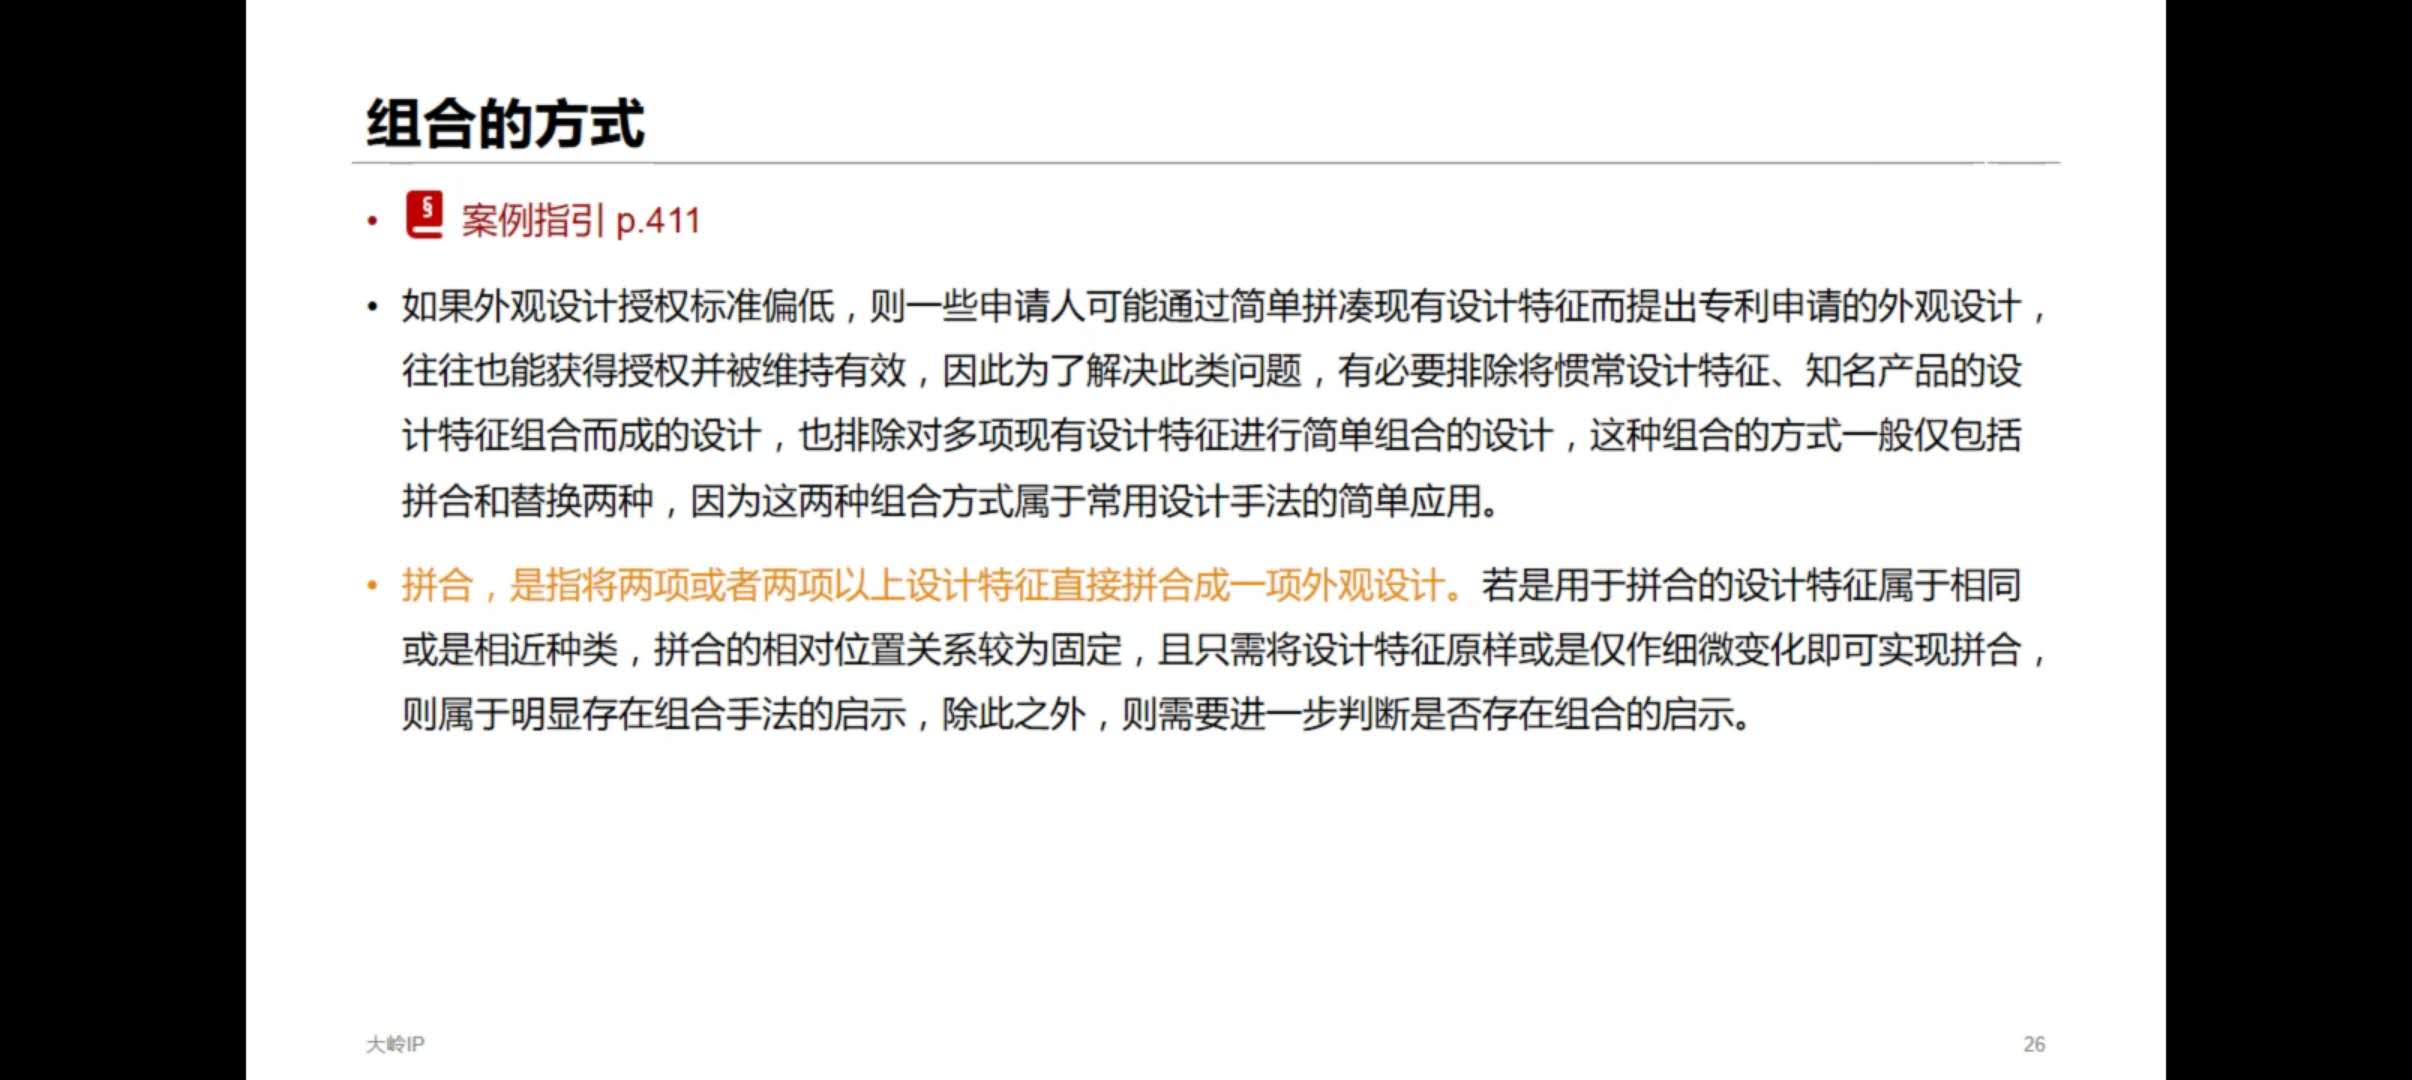 组合的方式
• § 案例指引 p.411
• 如果外观设计授权标准偏低，则一些申请人可能通过简单拼凑现有设计特征而提出专利申请的外观设计，
往往也能获得授权并被维持有效，因此为了解决此类问题，有必要排除将惯常设计特征、知名产品的设
计特征组合而成的设计，也排除对多项现有设计特征进行简单组合的设计，这种组合的方式一般仅包括
拼合和替换两种，因为这两种组合方式属于常用设计手法的简单应用。
• 拼合，是指将两项或者两项以上设计特征直接拼合成一项外观设计。若是用于拼合的设计特征属于相同
或是相近种类，拼合的相对位置关系较为固定，且只需将设计特征原样或是仅作细微变化即可实现拼合，
则属于明显存在组合手法的启示，除此之外，则需要进一步判断是否存在组合的启示。
大岭IP
26